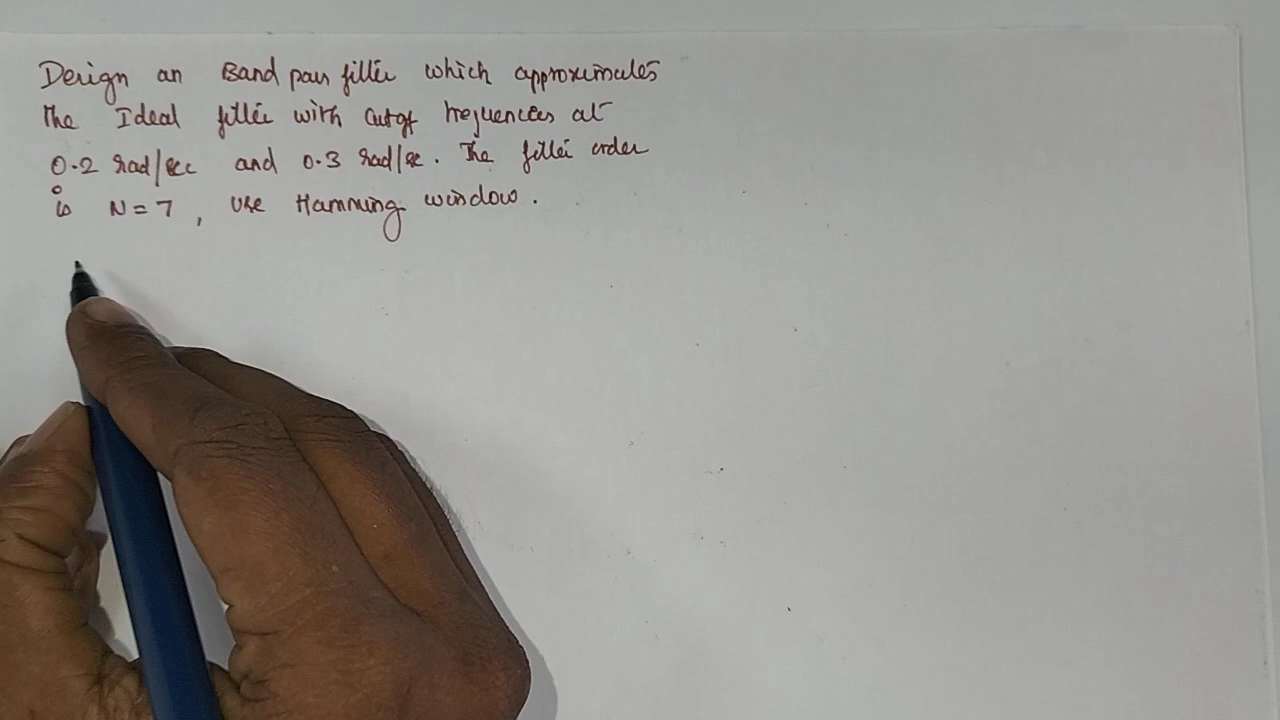 Design an Band pass filter which approximates
the Ideal filter with cutoff frequencies at
0.2 rad/sec and 0.3 rad/sec. The filter order
is N = 7, use Hamming window.